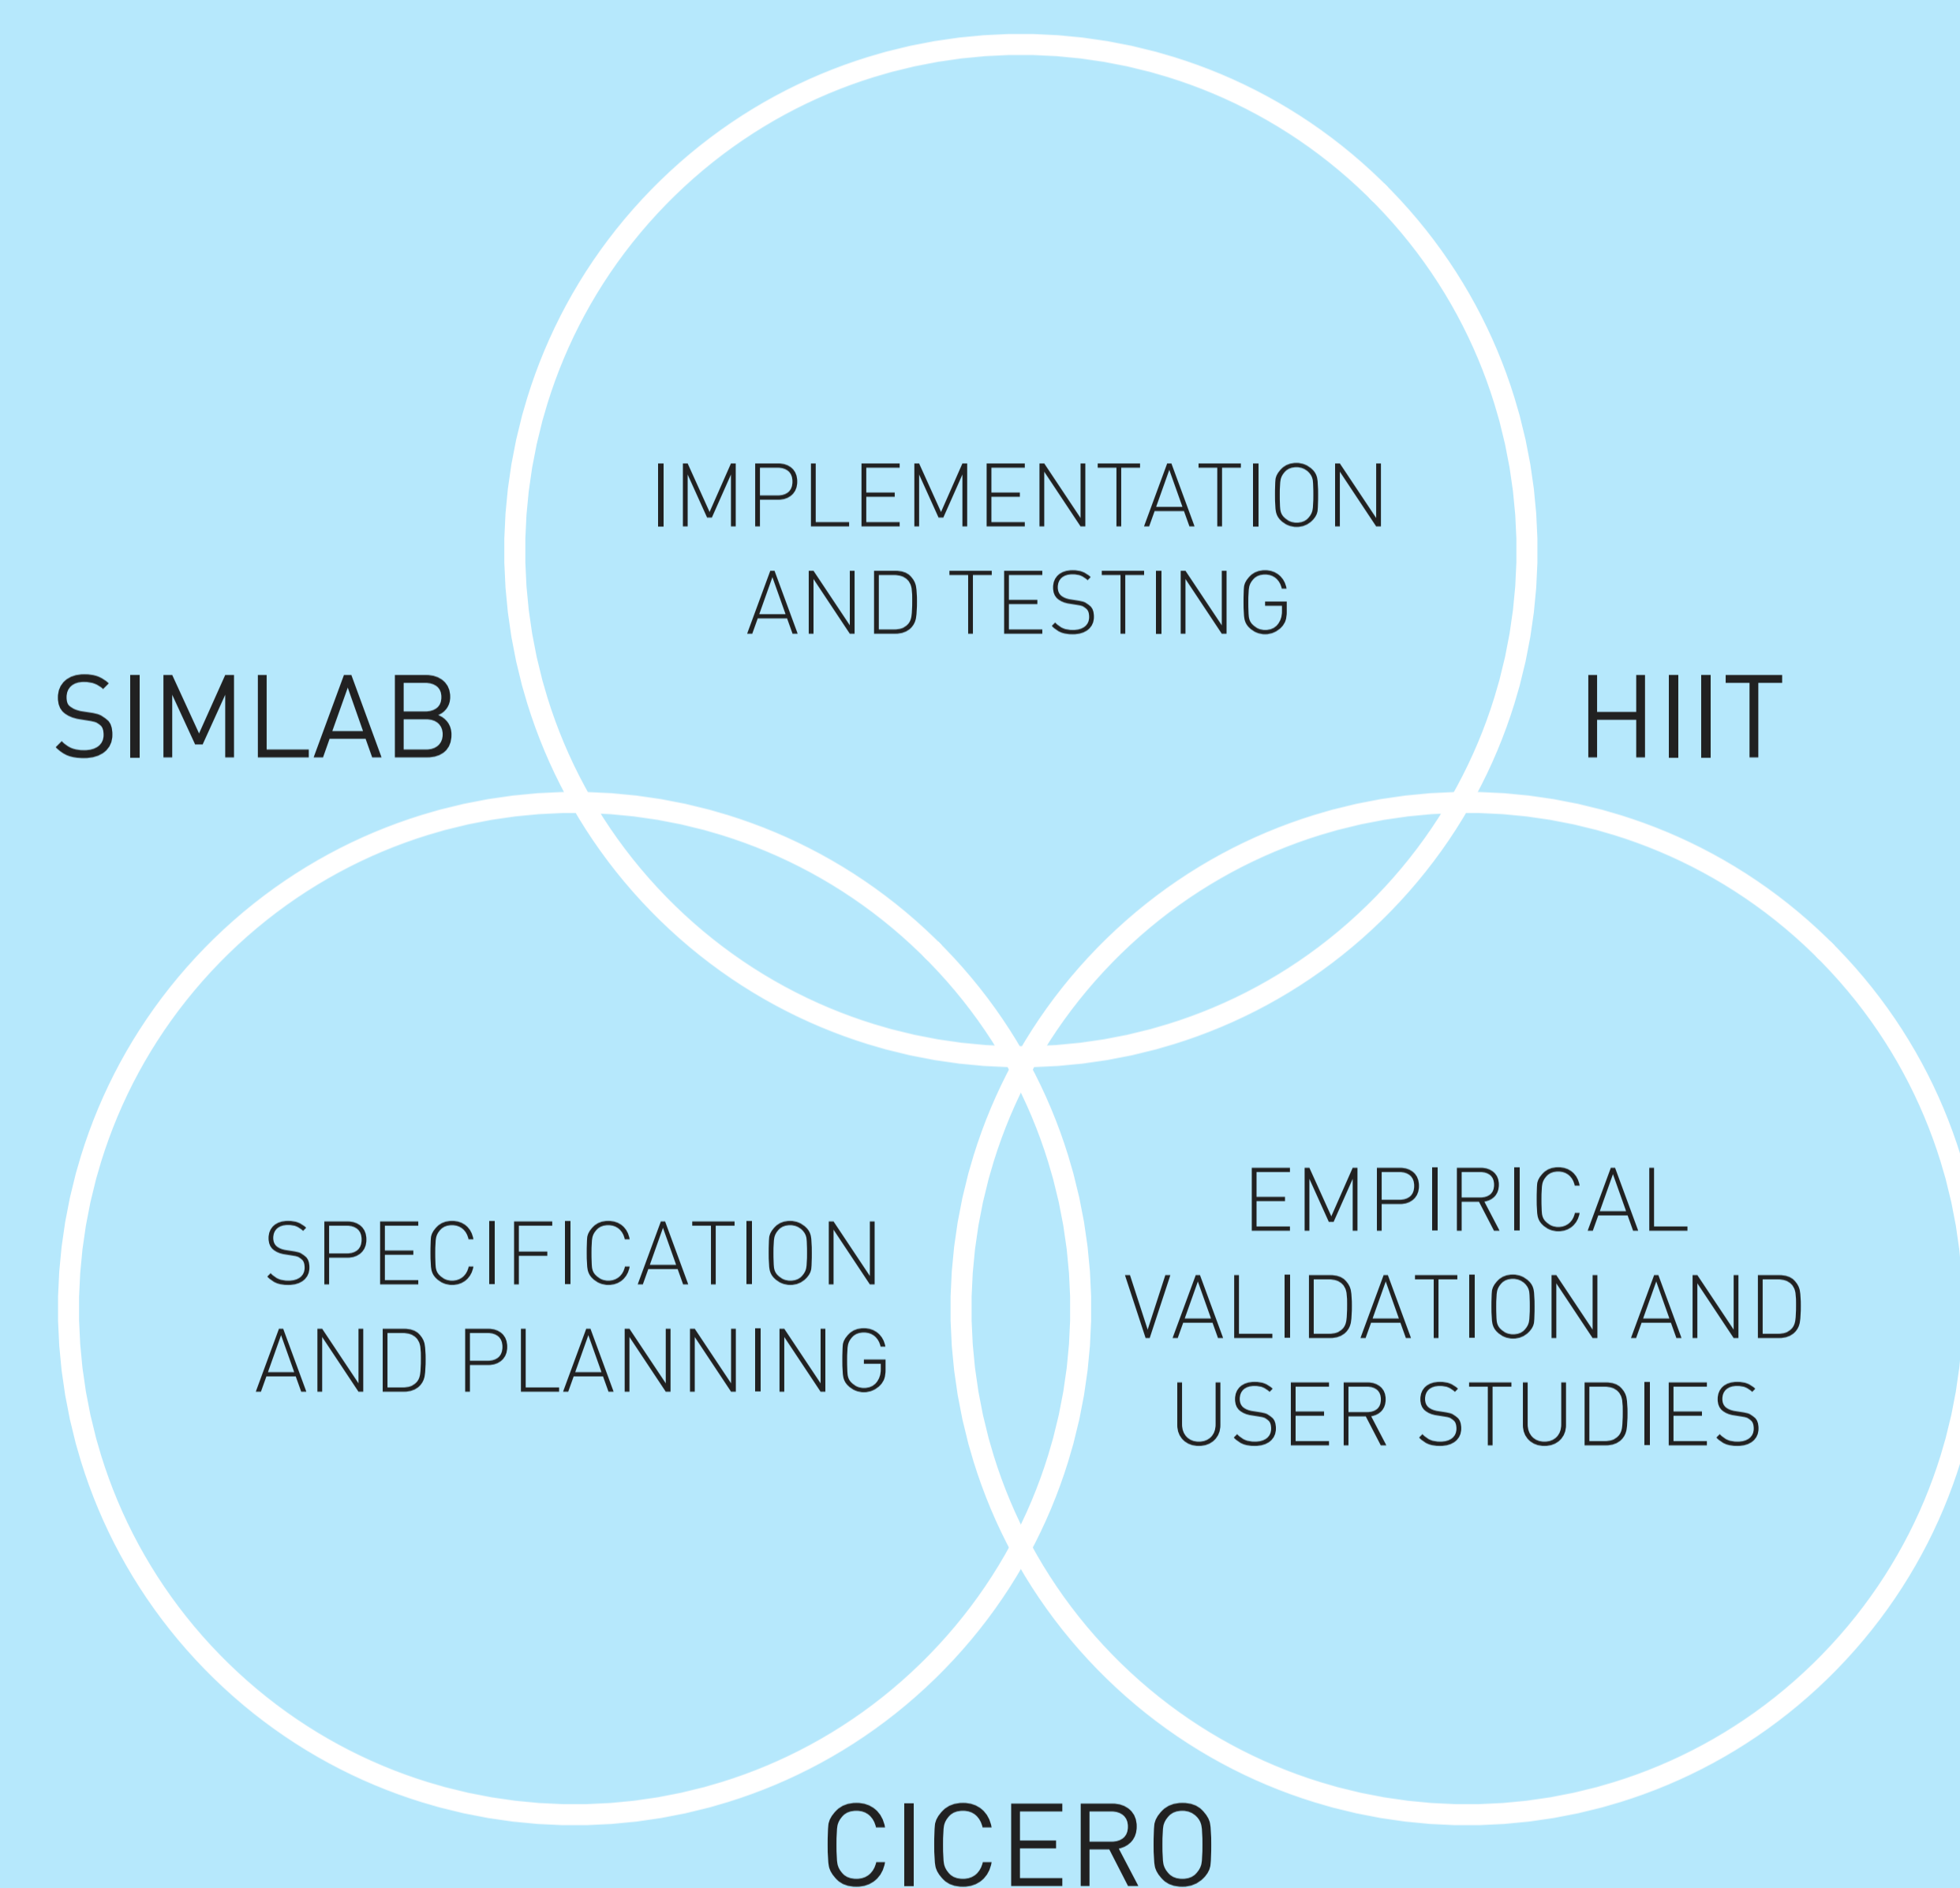 IMPLEMENTATION
AND TESTING
SIMLAB
HIIT
SPECIFICATION
AND PLANNING
EMPIRICAL
VALIDATION AND
USER STUDIES
CICERO